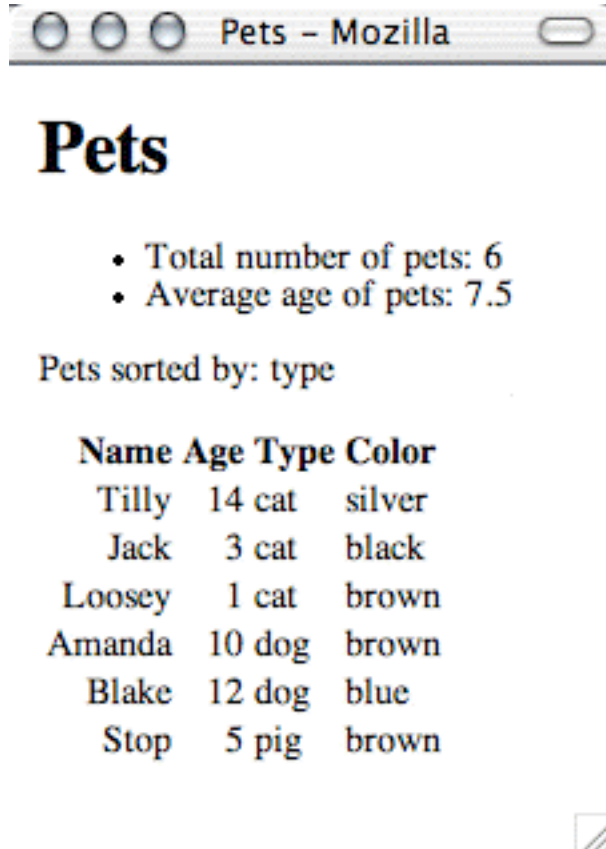 Pets – Mozilla
Pets
• Total number of pets: 6
• Average age of pets: 7.5
Pets sorted by: type
Name Age Type Color
Tilly 14 cat silver
Jack 3 cat black
Loosey 1 cat brown
Amanda 10 dog brown
Blake 12 dog blue
Stop 5 pig brown